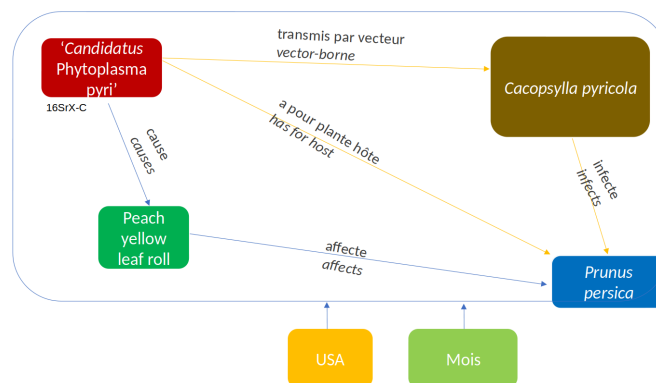 ‘Candidatus
Phytoplasma
pyri’
16SrX-C
transmis par vecteur
vector-borne
Cacopsylla pyricola
a pour plante hôte
has for host
cause
causes
infecte
infects
Peach
yellow
leaf roll
affecte
affects
Prunus
persica
USA
Mois